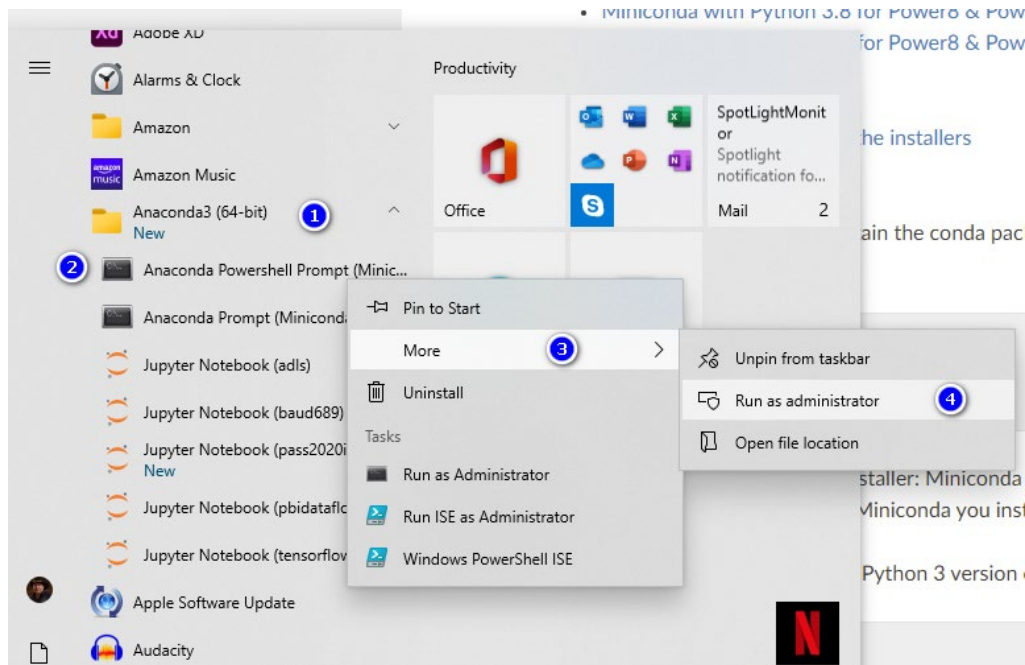 Miniconda with Python 3.8 for Power8 & Pow
for Power8 & Pow
he installers
ain the conda pac
staller: Miniconda
Miniconda you inst
Python 3 version
Adobe XD
Alarms & Clock
Amazon
amazon music
Amazon Music
Anaconda3 (64-bit)
1
New
2
Anaconda Powershell Prompt (Minic...
Anaconda Prompt (Minicond
Jupyter Notebook (adls)
Jupyter Notebook (baud689)
Jupyter Notebook (pass2020i
New
Jupyter Notebook (pbidataflo
Jupyter Notebook (tensorflow
Apple Software Update
Audacity
Productivity
Office
SpotLightMonit
or
Spotlight
notification fo...
Mail 2
Pin to Start
More
3
Uninstall
Tasks
Run as Administrator
Run ISE as Administrator
Windows PowerShell ISE
Unpin from taskbar
Run as administrator
4
Open file location